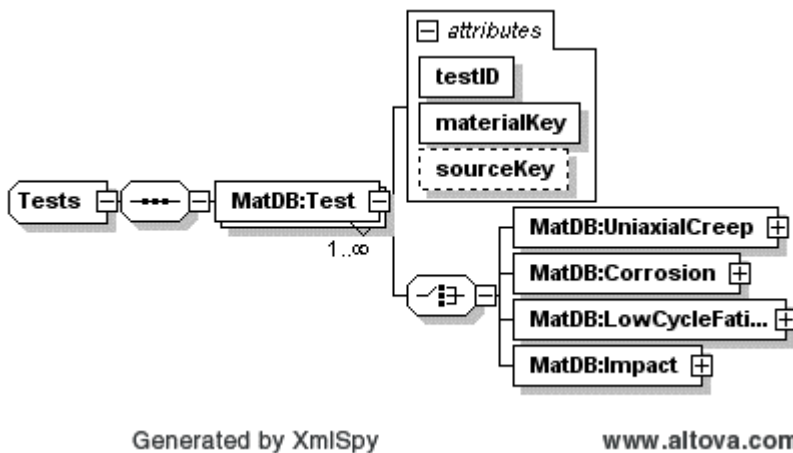 attributes
testID
materialKey
sourceKey
Tests
MatDB:Test
1..∞
MatDB:UniaxialCreep
MatDB:Corrosion
MatDB:LowCycleFati...
MatDB:Impact
Generated by XmlSpy
www.altova.com